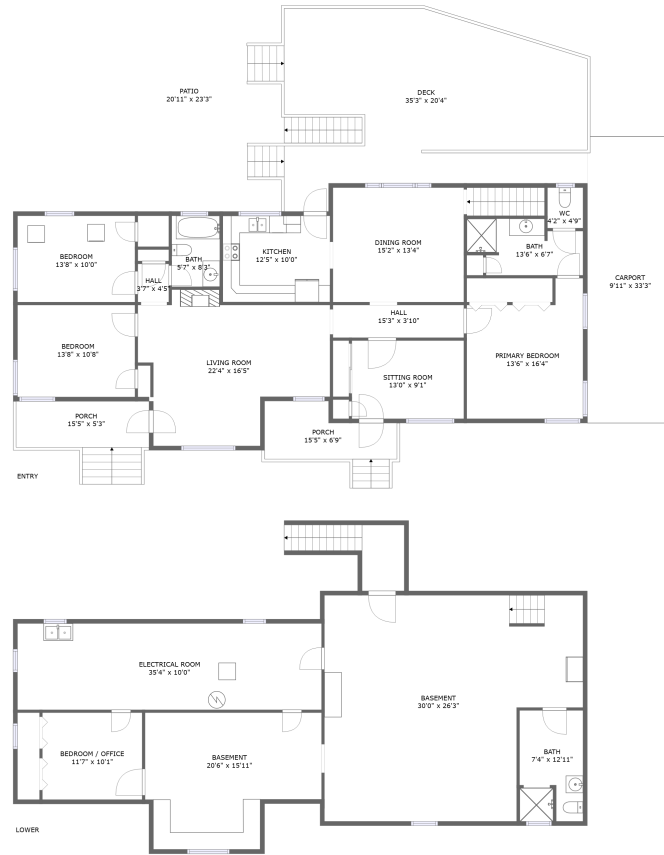 PATIO
20'11" x 23'3"
DECK
35'3" x 20'4"
WC
4'2" x 4'9"
KITCHEN
12'5" x 10'0"
DINING ROOM
15'2" x 13'4"
BATH
13'6" x 6'7"
BEDROOM
13'8" x 10'0"
BATH
5'7" x 8'3"
HALL
3'7" x 4'5"
CARPORT
9'11" x 33'3"
HALL
15'3" x 3'10"
BEDROOM
13'8" x 10'8"
LIVING ROOM
22'4" x 16'5"
PRIMARY BEDROOM
13'6" x 16'4"
SITTING ROOM
13'0" x 9'1"
PORCH
15'5" x 5'3"
PORCH
15'5" x 6'9"
ENTRY
ELECTRICAL ROOM
35'4" x 10'0"
BASEMENT
30'0" x 26'3"
BEDROOM / OFFICE
11'7" x 10'1"
BASEMENT
20'6" x 15'11"
BATH
7'4" x 12'11"
LOWER